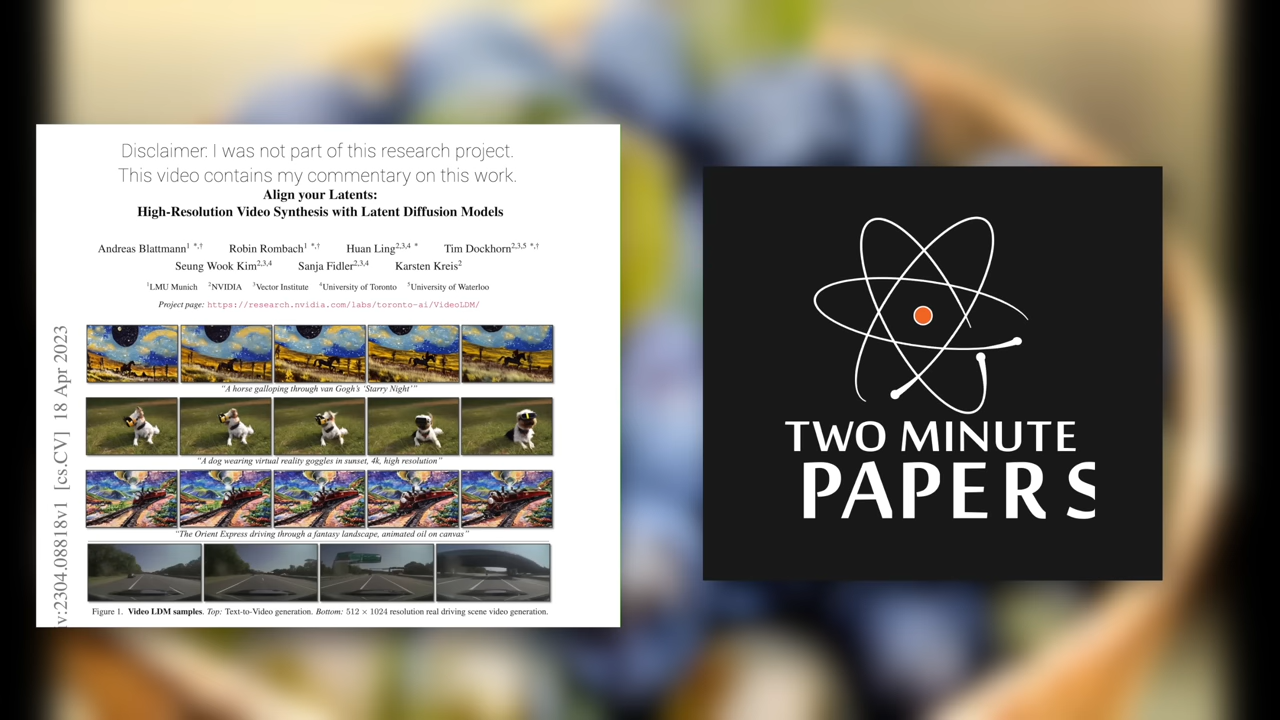 Disclaimer: I was not part of this research project.
This video contains my commentary on this work.
Align your Latents:
High-Resolution Video Synthesis with Latent Diffusion Models
Andreas Blattmann¹ *,† Robin Rombach¹ *,† Huan Ling²,³,⁴ * Tim Dockhorn²,³,⁵ *,†
Seung Wook Kim²,³,⁴ Sanja Fidler²,³,⁴ Karsten Kreis²
¹LMU Munich ²NVIDIA ³Vector Institute ⁴University of Toronto ⁵University of Waterloo
Project page: https://research.nvidia.com/labs/toronto-ai/VideoLDM/
v:2304.08818v1 [cs.CV] 18 Apr 2023
"A horse galloping through van Gogh's 'Starry Night'"
"A dog wearing virtual reality goggles in sunset, 4k, high resolution"
"The Orient Express driving through a fantasy landscape, animated oil on canvas"
Figure 1. Video LDM samples. Top: Text-to-Video generation. Bottom: 512 × 1024 resolution real driving scene video generation.
TWO MINUTE
PAPERS